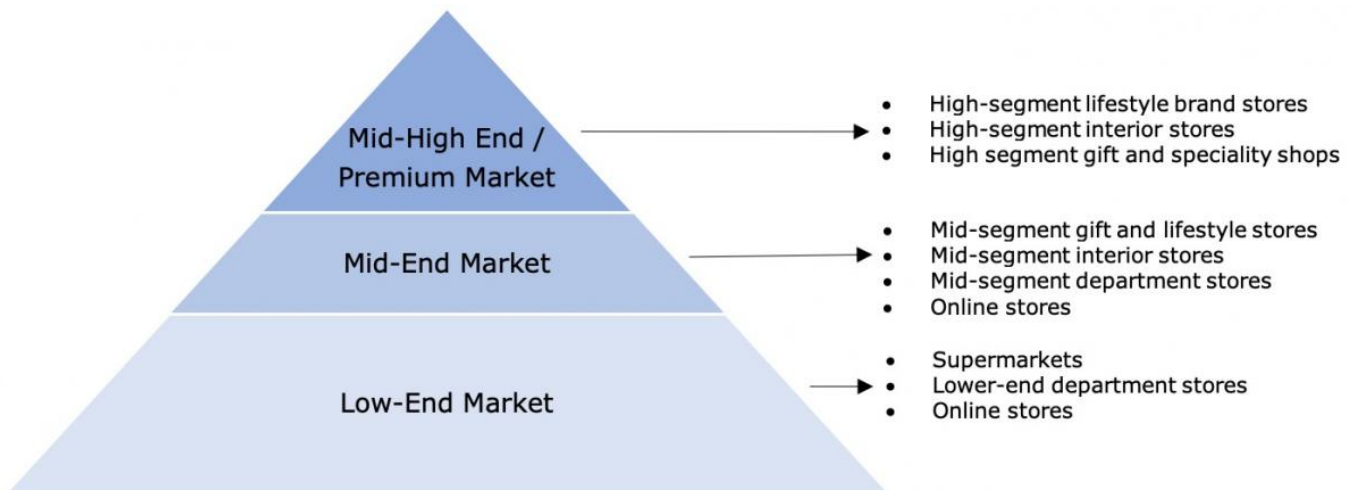 Mid-High End /
Premium Market
• High-segment lifestyle brand stores
• High-segment interior stores
• High segment gift and speciality shops
Mid-End Market
• Mid-segment gift and lifestyle stores
• Mid-segment interior stores
• Mid-segment department stores
• Online stores
Low-End Market
• Supermarkets
• Lower-end department stores
• Online stores